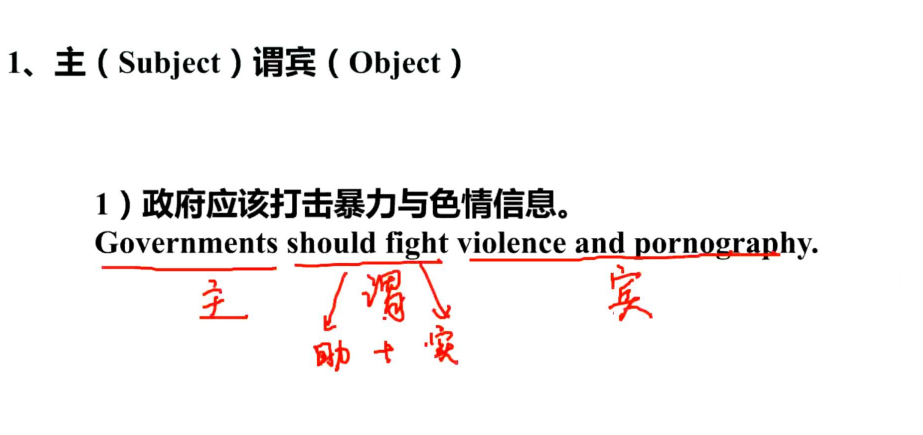 1、主（Subject）谓宾（Object）
1）政府应该打击暴力与色情信息。
Governments should fight violence and pornography.
主 谓 宾
助 + 实